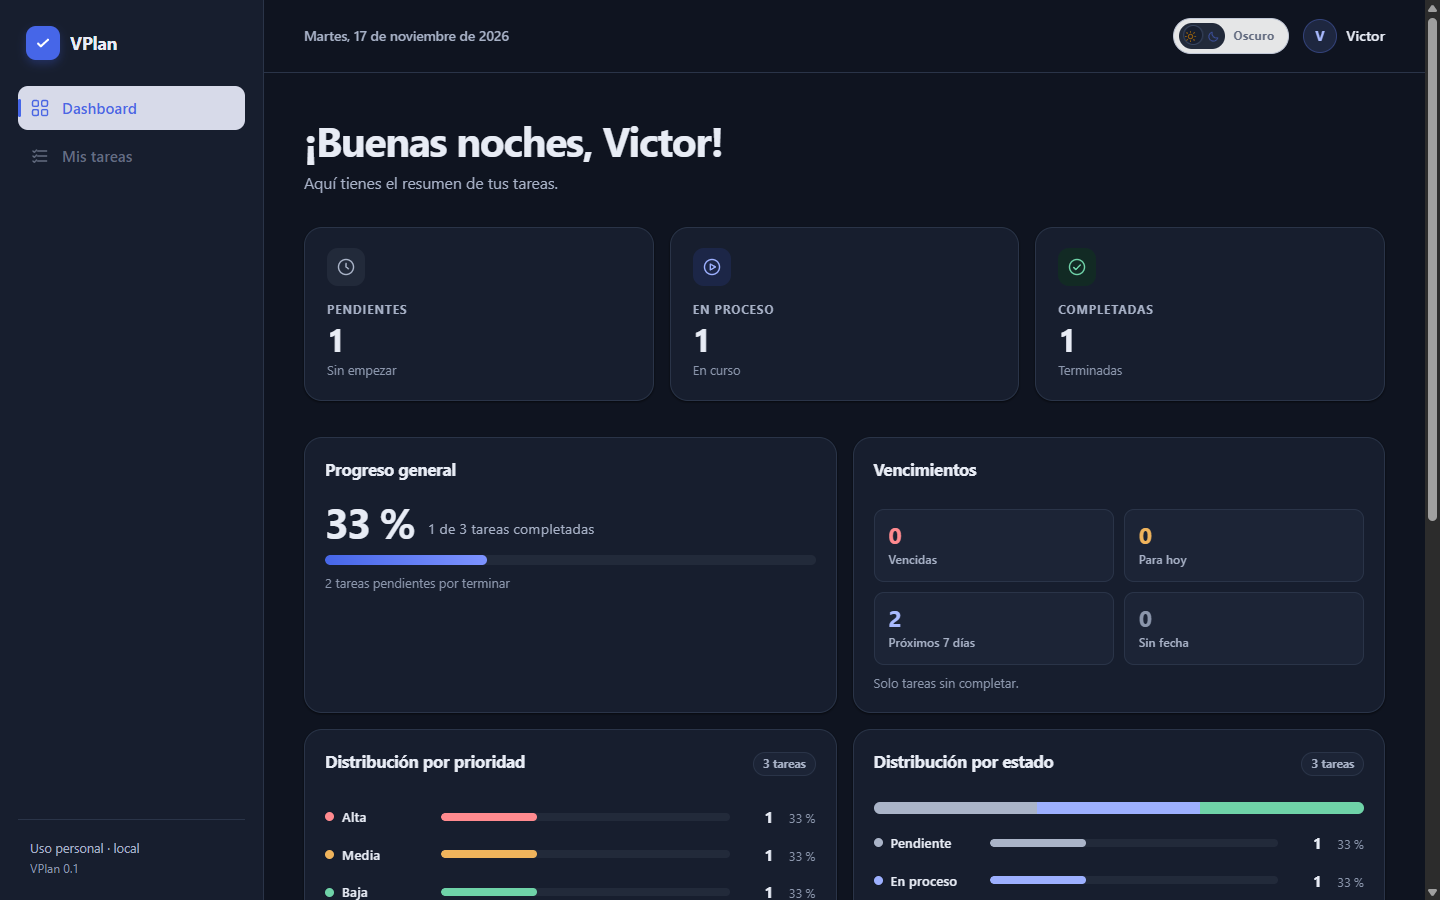 VPlan
Dashboard
Mis tareas
Uso personal · local
VPlan 0.1
Martes, 17 de noviembre de 2026
Oscuro
V
Victor
¡Buenas noches, Victor!
Aquí tienes el resumen de tus tareas.
PENDIENTES
1
Sin empezar
EN PROCESO
1
En curso
COMPLETADAS
1
Terminadas
Progreso general
33 % 1 de 3 tareas completadas
2 tareas pendientes por terminar
Vencimientos
0
Vencidas
0
Para hoy
2
Próximos 7 días
0
Sin fecha
Solo tareas sin completar.
Distribución por prioridad
3 tareas
Alta 1 33 %
Media 1 33 %
Baja 1 33 %
Distribución por estado
3 tareas
Pendiente 1 33 %
En proceso 1 33 %